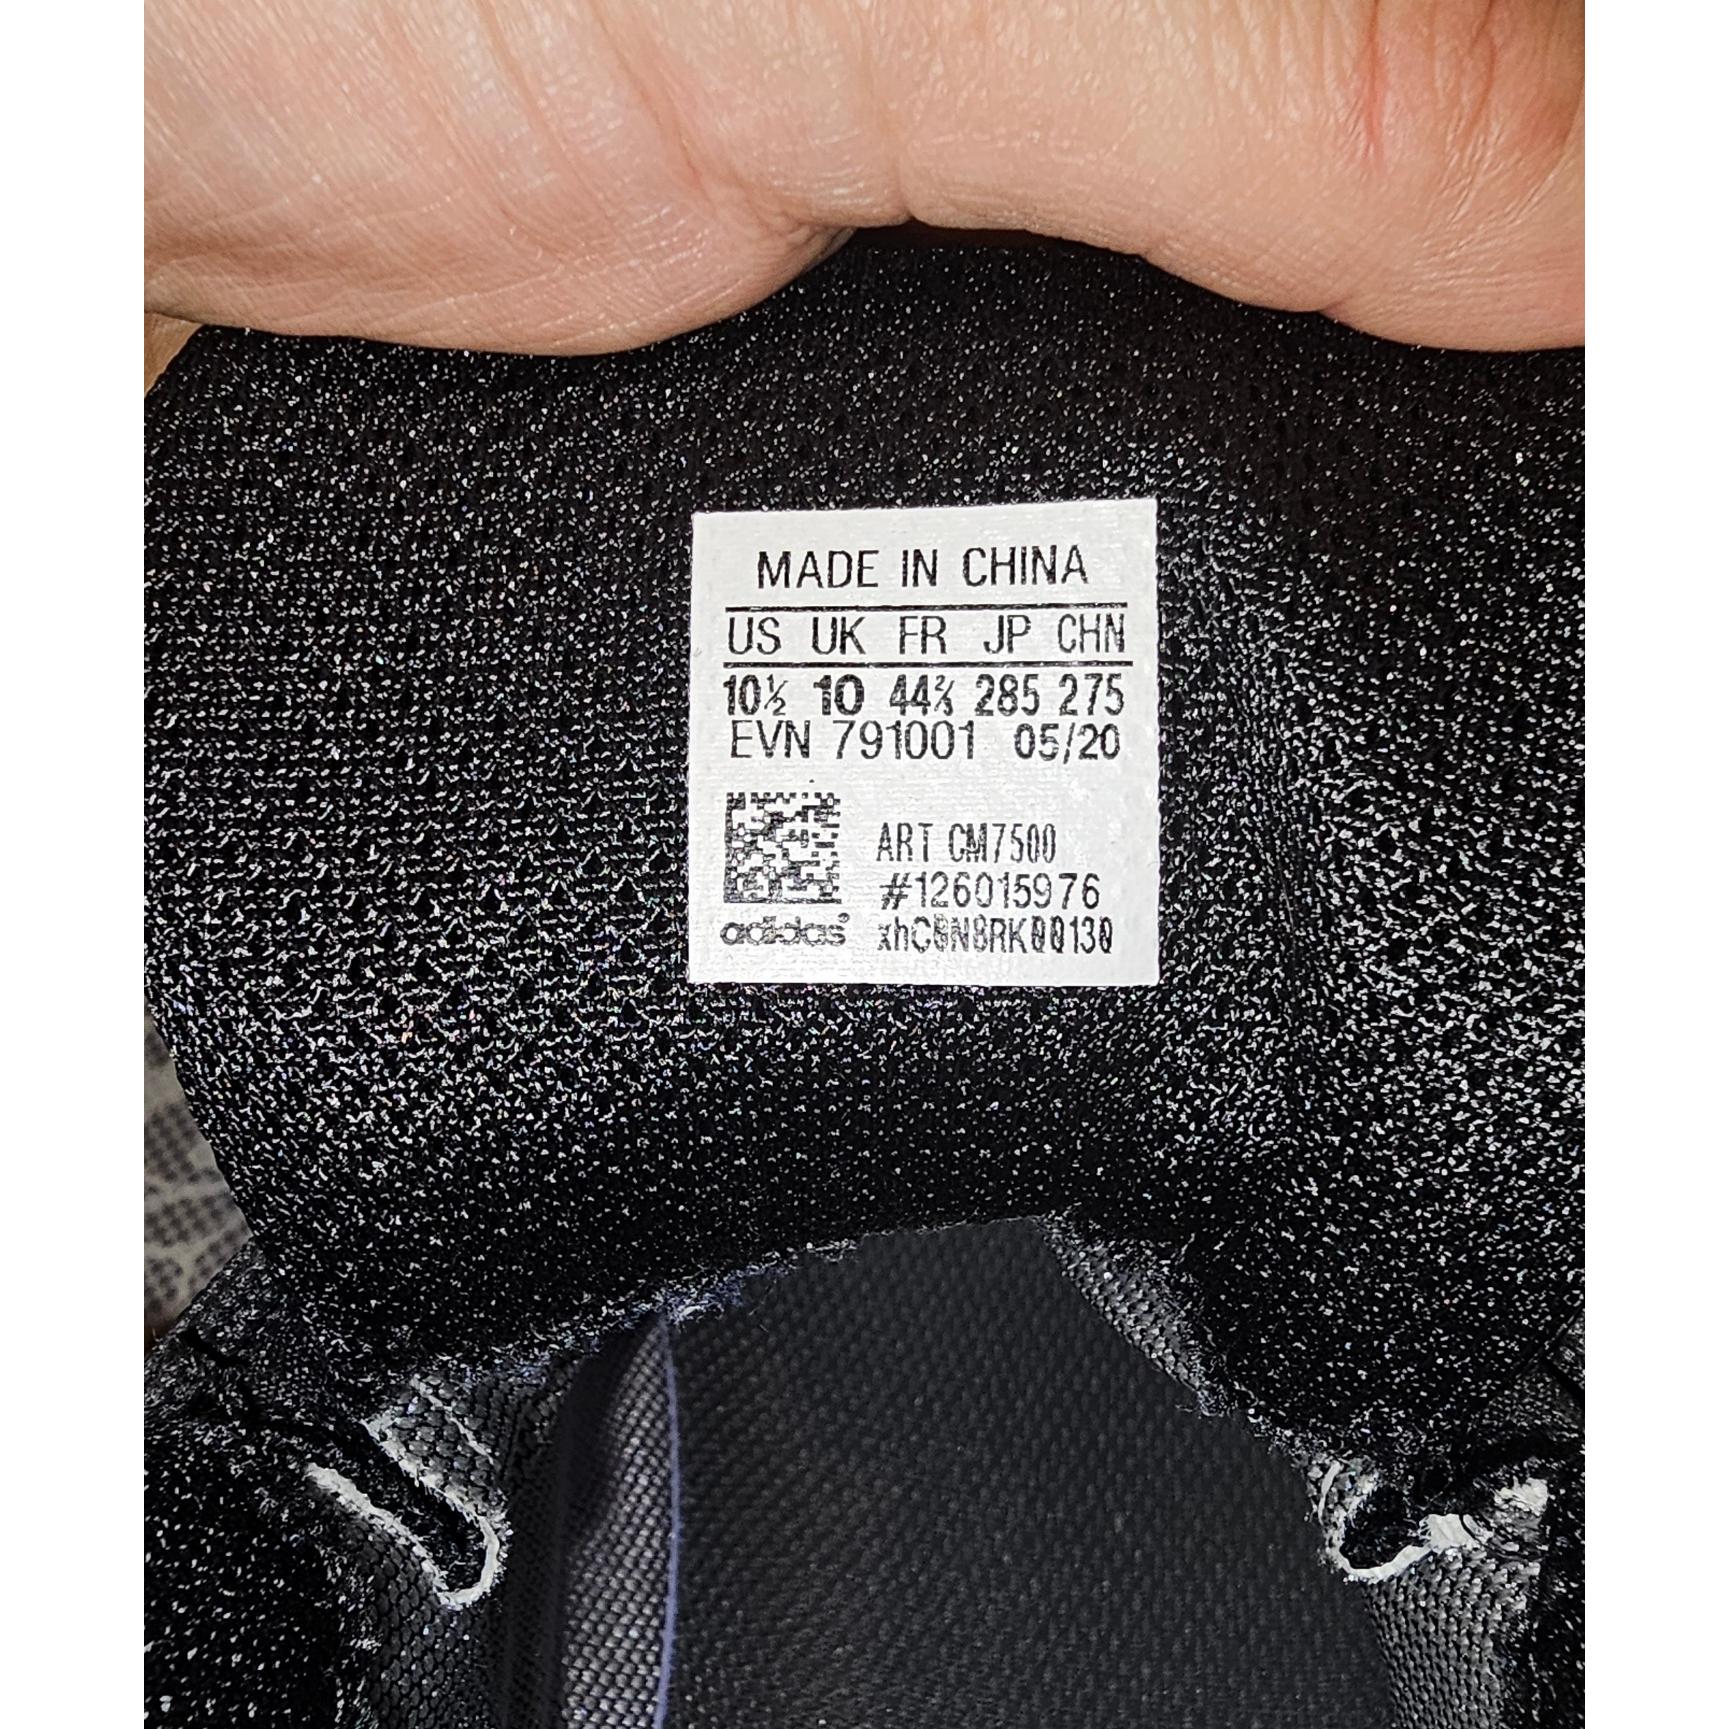 MADE IN CHINA
US UK FR JP CHN
10½ 10 44⅔ 285 275
EVN 791001 05/20
ART CM7500
#126015976
adidas® xhC0N8RK00130